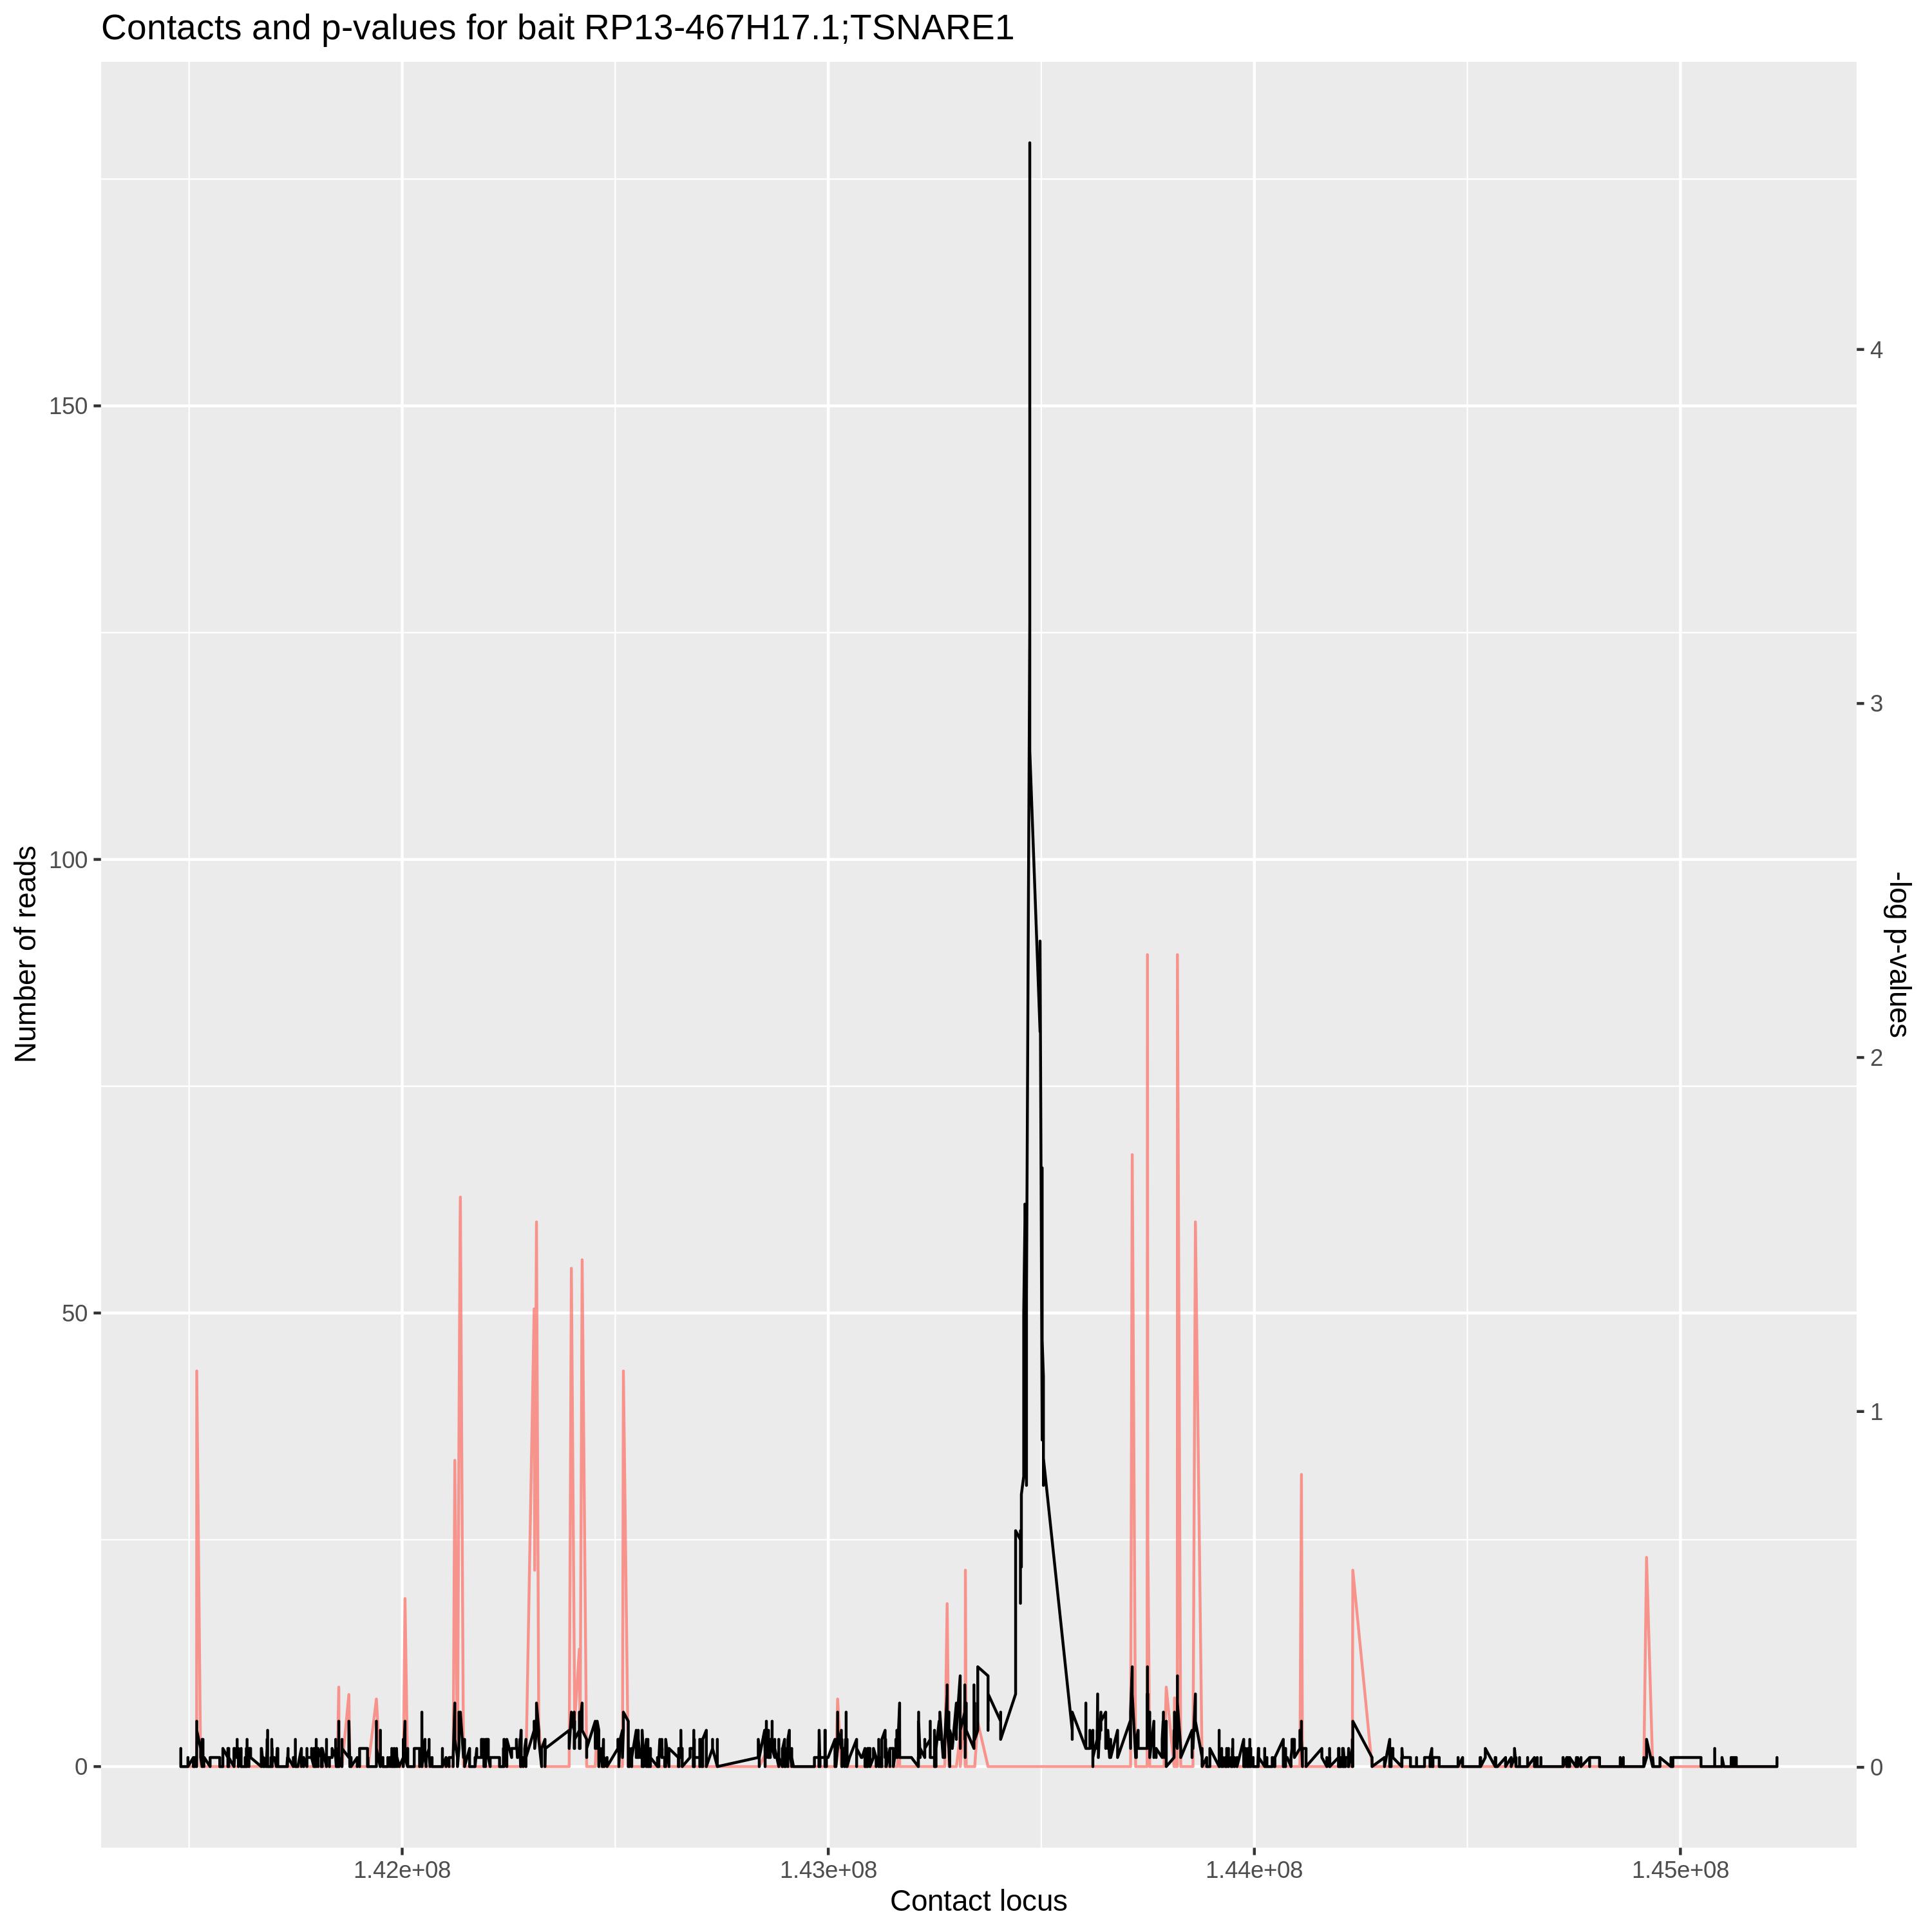 Contacts and p-values for bait RP13-467H17.1;TSNARE1
Number of reads
150
100
50
0
4
3
2
1
0
-log p-values
1.42e+08
1.43e+08
1.44e+08
1.45e+08
Contact locus